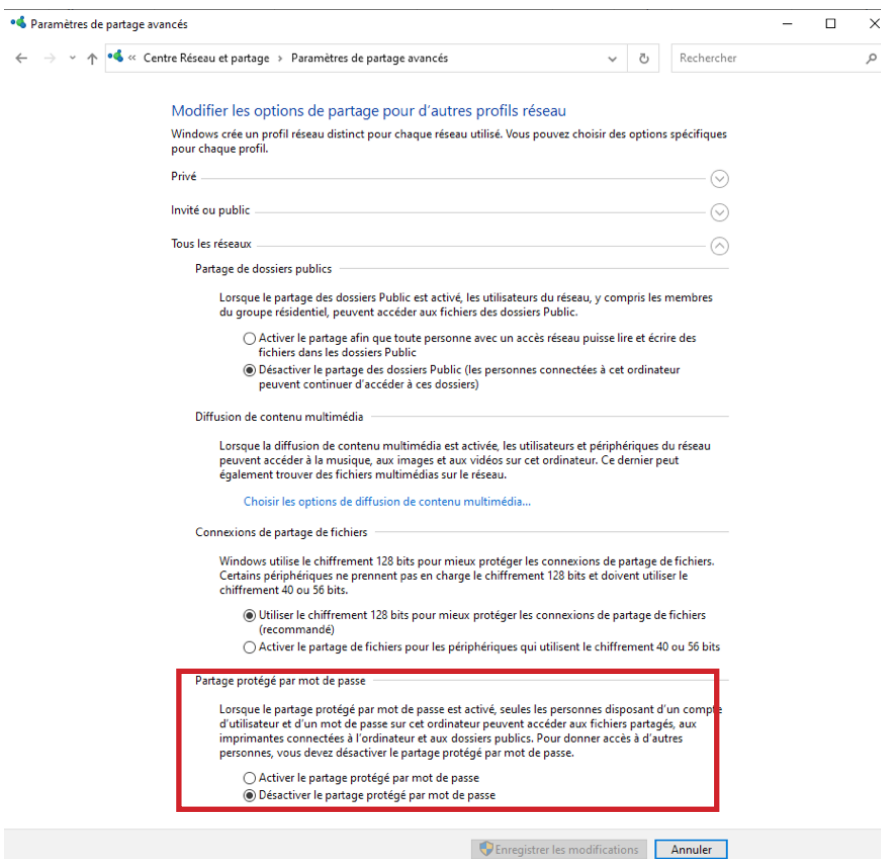 Paramètres de partage avancés
« Centre Réseau et partage › Paramètres de partage avancés
Rechercher
Modifier les options de partage pour d'autres profils réseau
Windows crée un profil réseau distinct pour chaque réseau utilisé. Vous pouvez choisir des options spécifiques
pour chaque profil.
Privé
Invité ou public
Tous les réseaux
Partage de dossiers publics
Lorsque le partage des dossiers Public est activé, les utilisateurs du réseau, y compris les membres
du groupe résidentiel, peuvent accéder aux fichiers des dossiers Public.
Activer le partage afin que toute personne avec un accès réseau puisse lire et écrire des
fichiers dans les dossiers Public
Désactiver le partage des dossiers Public (les personnes connectées à cet ordinateur
peuvent continuer d'accéder à ces dossiers)
Diffusion de contenu multimédia
Lorsque la diffusion de contenu multimédia est activée, les utilisateurs et périphériques du réseau
peuvent accéder à la musique, aux images et aux vidéos sur cet ordinateur. Ce dernier peut
également trouver des fichiers multimédias sur le réseau.
Choisir les options de diffusion de contenu multimédia...
Connexions de partage de fichiers
Windows utilise le chiffrement 128 bits pour mieux protéger les connexions de partage de fichiers.
Certains périphériques ne prennent pas en charge le chiffrement 128 bits et doivent utiliser le
chiffrement 40 ou 56 bits.
Utiliser le chiffrement 128 bits pour mieux protéger les connexions de partage de fichiers
(recommandé)
Activer le partage de fichiers pour les périphériques qui utilisent le chiffrement 40 ou 56 bits
Partage protégé par mot de passe
Lorsque le partage protégé par mot de passe est activé, seules les personnes disposant d'un compte
d'utilisateur et d'un mot de passe sur cet ordinateur peuvent accéder aux fichiers partagés, aux
imprimantes connectées à l'ordinateur et aux dossiers publics. Pour donner accès à d'autres
personnes, vous devez désactiver le partage protégé par mot de passe.
Activer le partage protégé par mot de passe
Désactiver le partage protégé par mot de passe
Enregistrer les modifications
Annuler